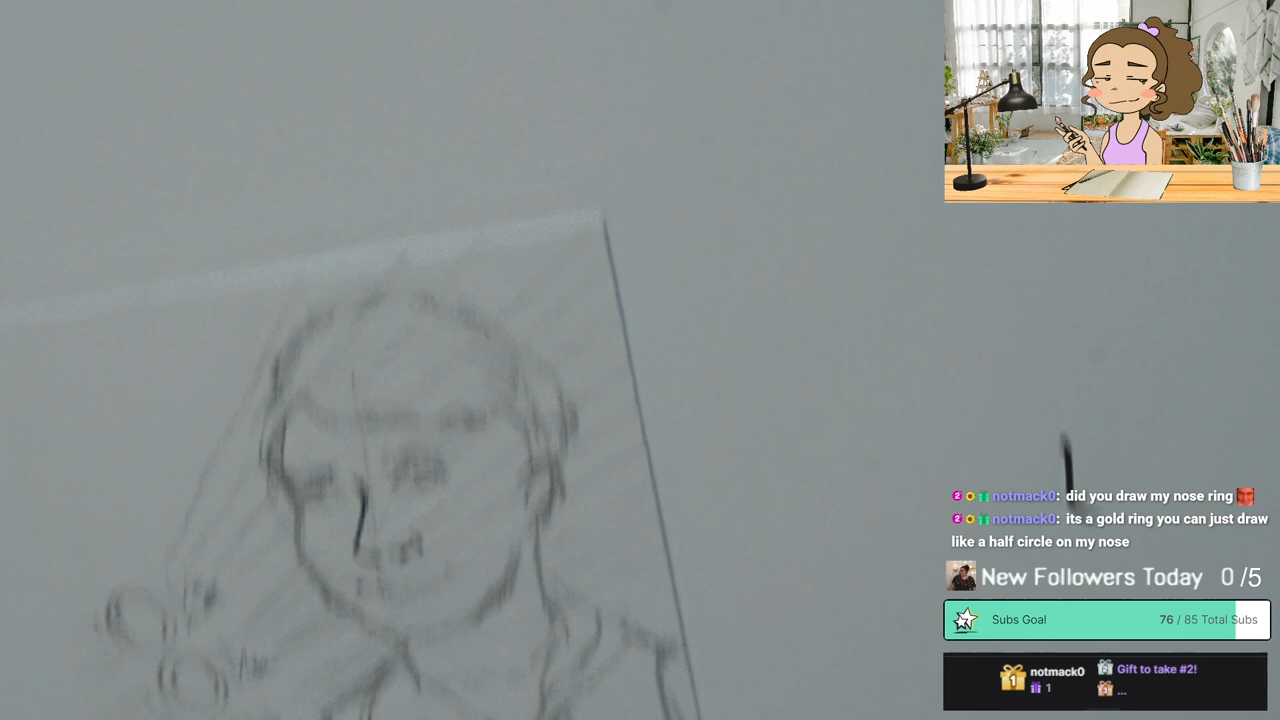 notmack0: did you draw my nose ring
notmack0: its a gold ring you can just draw
like a half circle on my nose
New Followers Today 0 /5
Subs Goal 76 / 85 Total Subs
1 notmack0 Gift to take #2!
1 ...